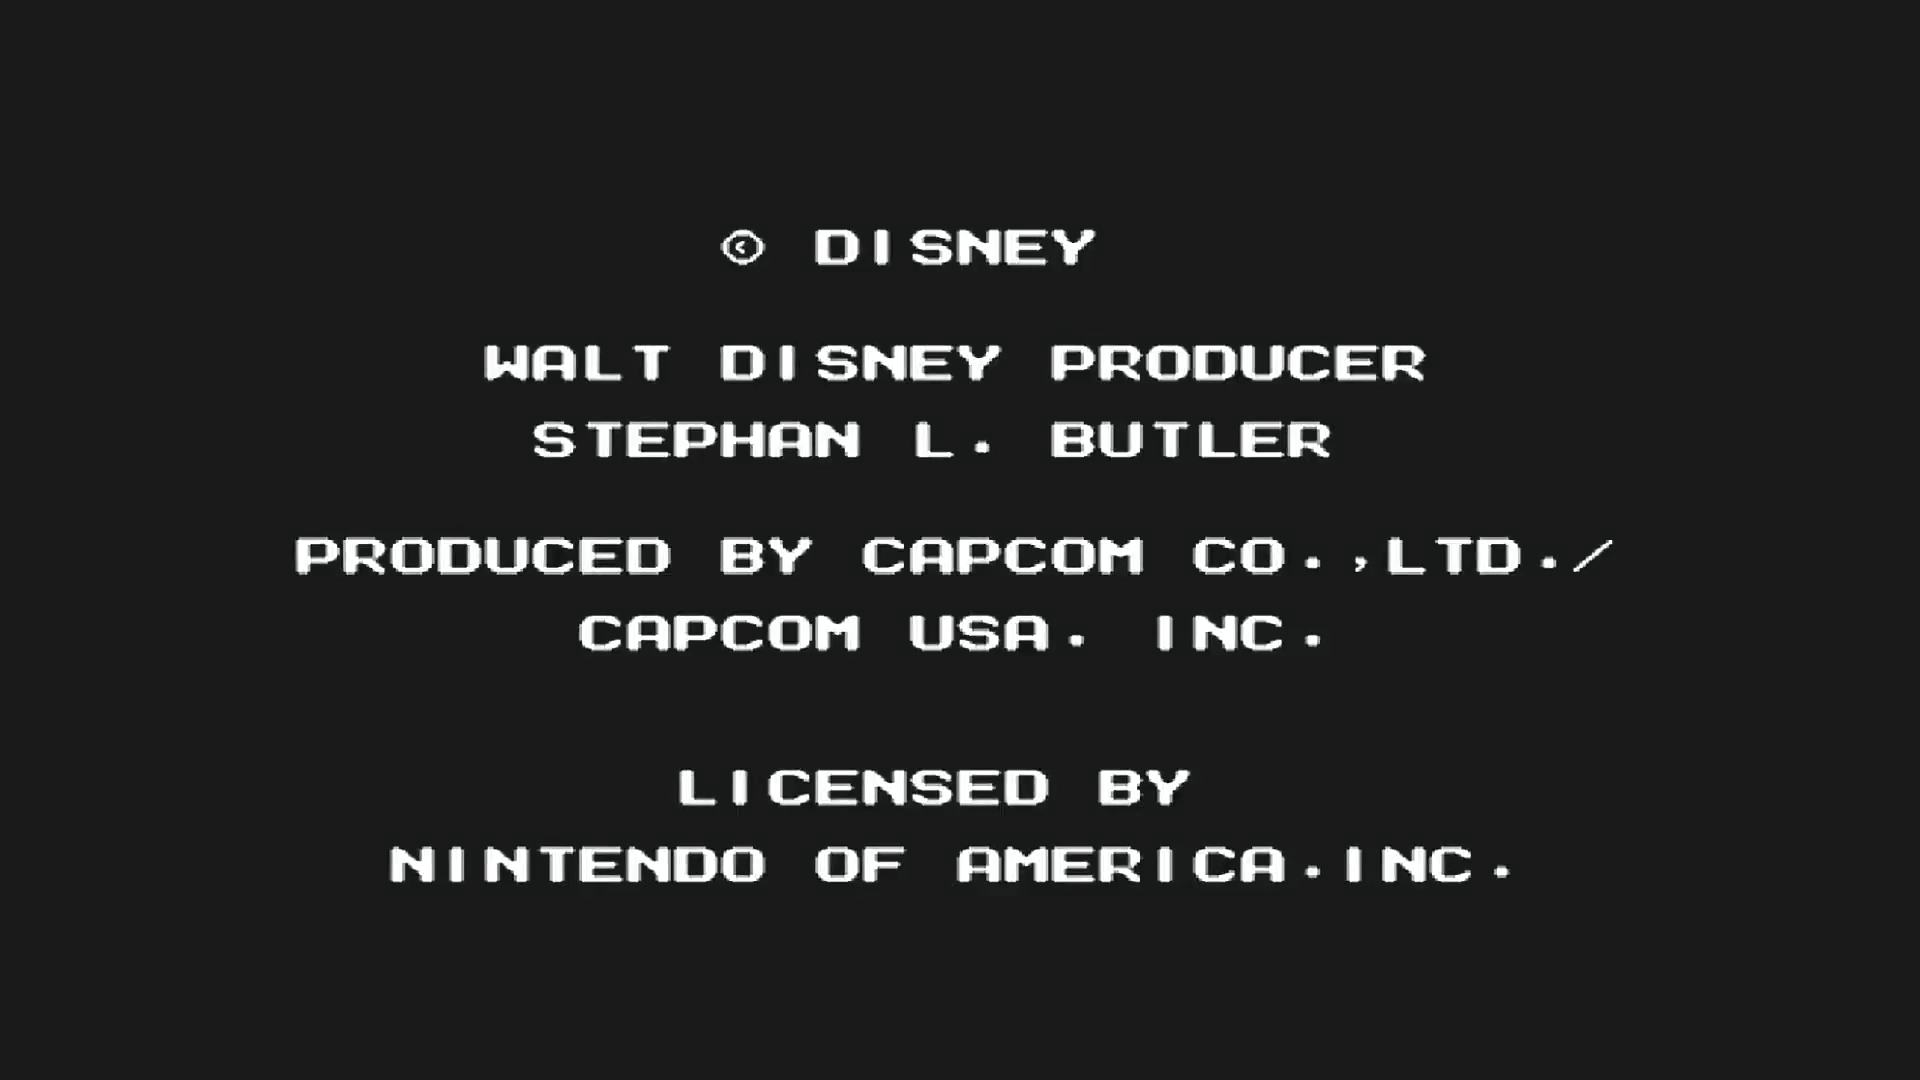 © DISNEY
WALT DISNEY PRODUCER
STEPHAN L. BUTLER
PRODUCED BY CAPCOM CO.,LTD./
CAPCOM USA. INC.
LICENSED BY
NINTENDO OF AMERICA.INC.